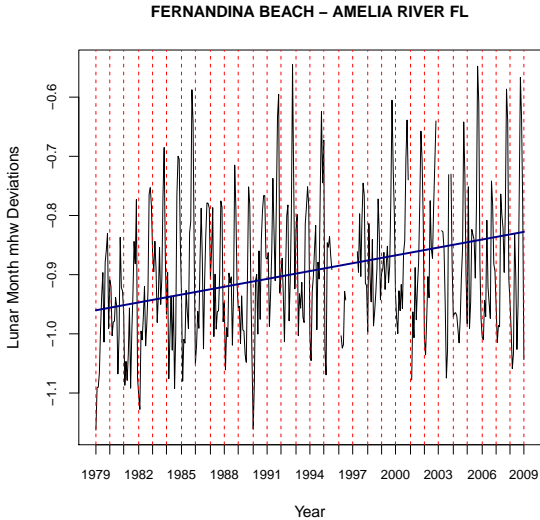 FERNANDINA BEACH – AMELIA RIVER FL
Lunar Month mhw Deviations
−0.6
−0.7
−0.8
−0.9
−1.0
−1.1
1979 1982 1985 1988 1991 1994 1997 2000 2003 2006 2009
Year